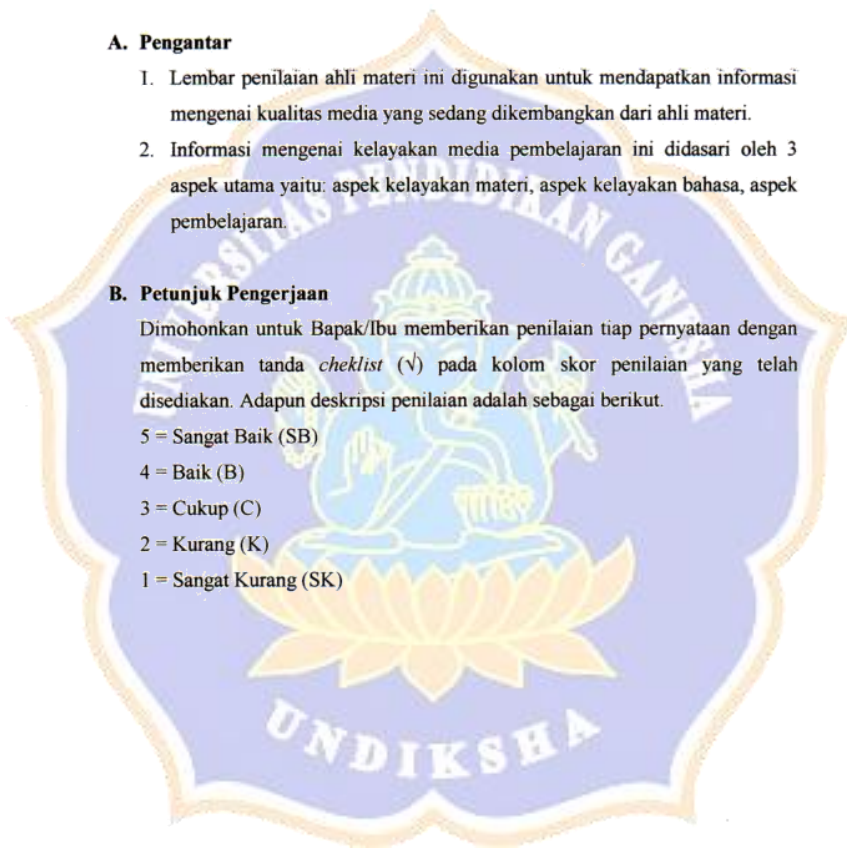 A. Pengantar
1. Lembar penilaian ahli materi ini digunakan untuk mendapatkan informasi
mengenai kualitas media yang sedang dikembangkan dari ahli materi.
2. Informasi mengenai kelayakan media pembelajaran ini didasari oleh 3
aspek utama yaitu: aspek kelayakan materi, aspek kelayakan bahasa, aspek
pembelajaran.
B. Petunjuk Pengerjaan
Dimohonkan untuk Bapak/Ibu memberikan penilaian tiap pernyataan dengan
memberikan tanda cheklist (√) pada kolom skor penilaian yang telah
disediakan. Adapun deskripsi penilaian adalah sebagai berikut.
5 = Sangat Baik (SB)
4 = Baik (B)
3 = Cukup (C)
2 = Kurang (K)
1 = Sangat Kurang (SK)
UNIVERSITAS PENDIDIKAN GANESHA
UNDIKSHA